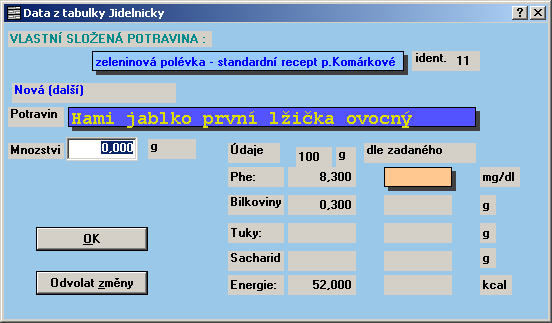 Data z tabulky Jidelnicky
VLASTNÍ SLOŽENÁ POTRAVINA :
zeleninová polévka - standardní recept p.Komárkové ident. 11
Nová (další)
Potravin Hami jablko první lžička ovocný
Mnozstvi 0,000 g Údaje 100 g dle zadaného
Phe: 8,300 mg/dl
Bilkoviny 0,300 g
Tuky: g
Sacharid g
Energie: 52,000 kcal
OK
Odvolat změny